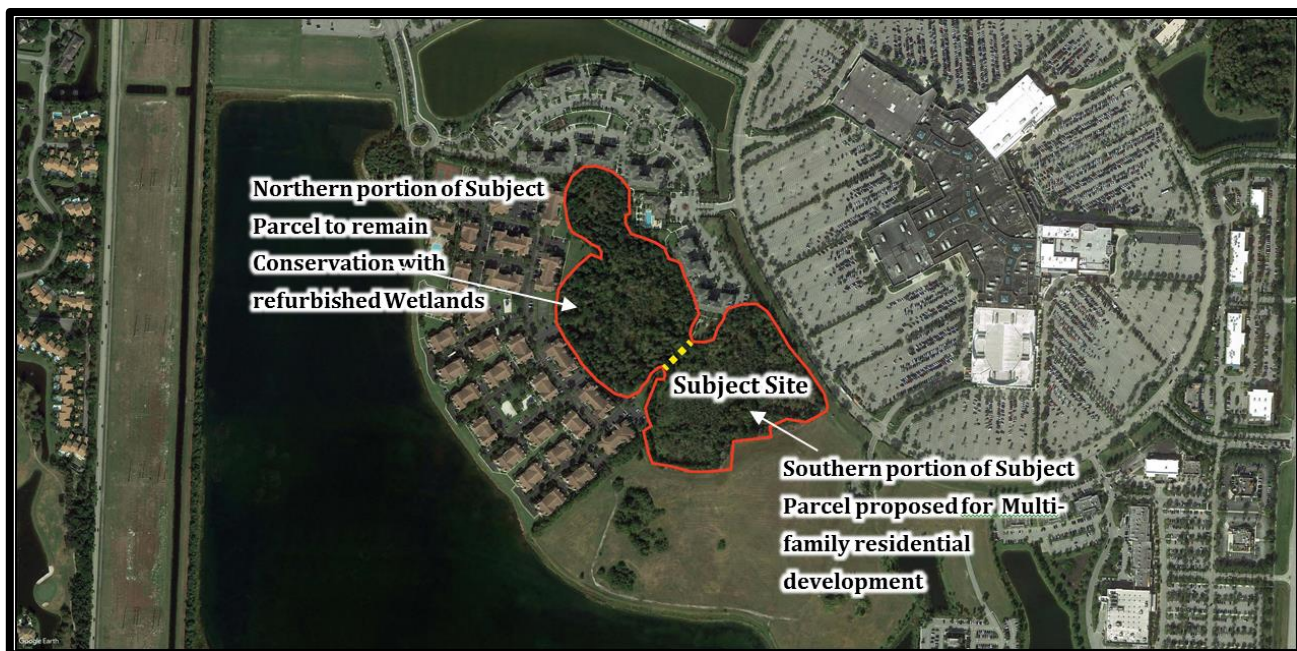 Northern portion of Subject
Parcel to remain
Conservation with
refurbished Wetlands
Subject Site
Southern portion of Subject
Parcel proposed for Multi-
family residential
development
Google Earth